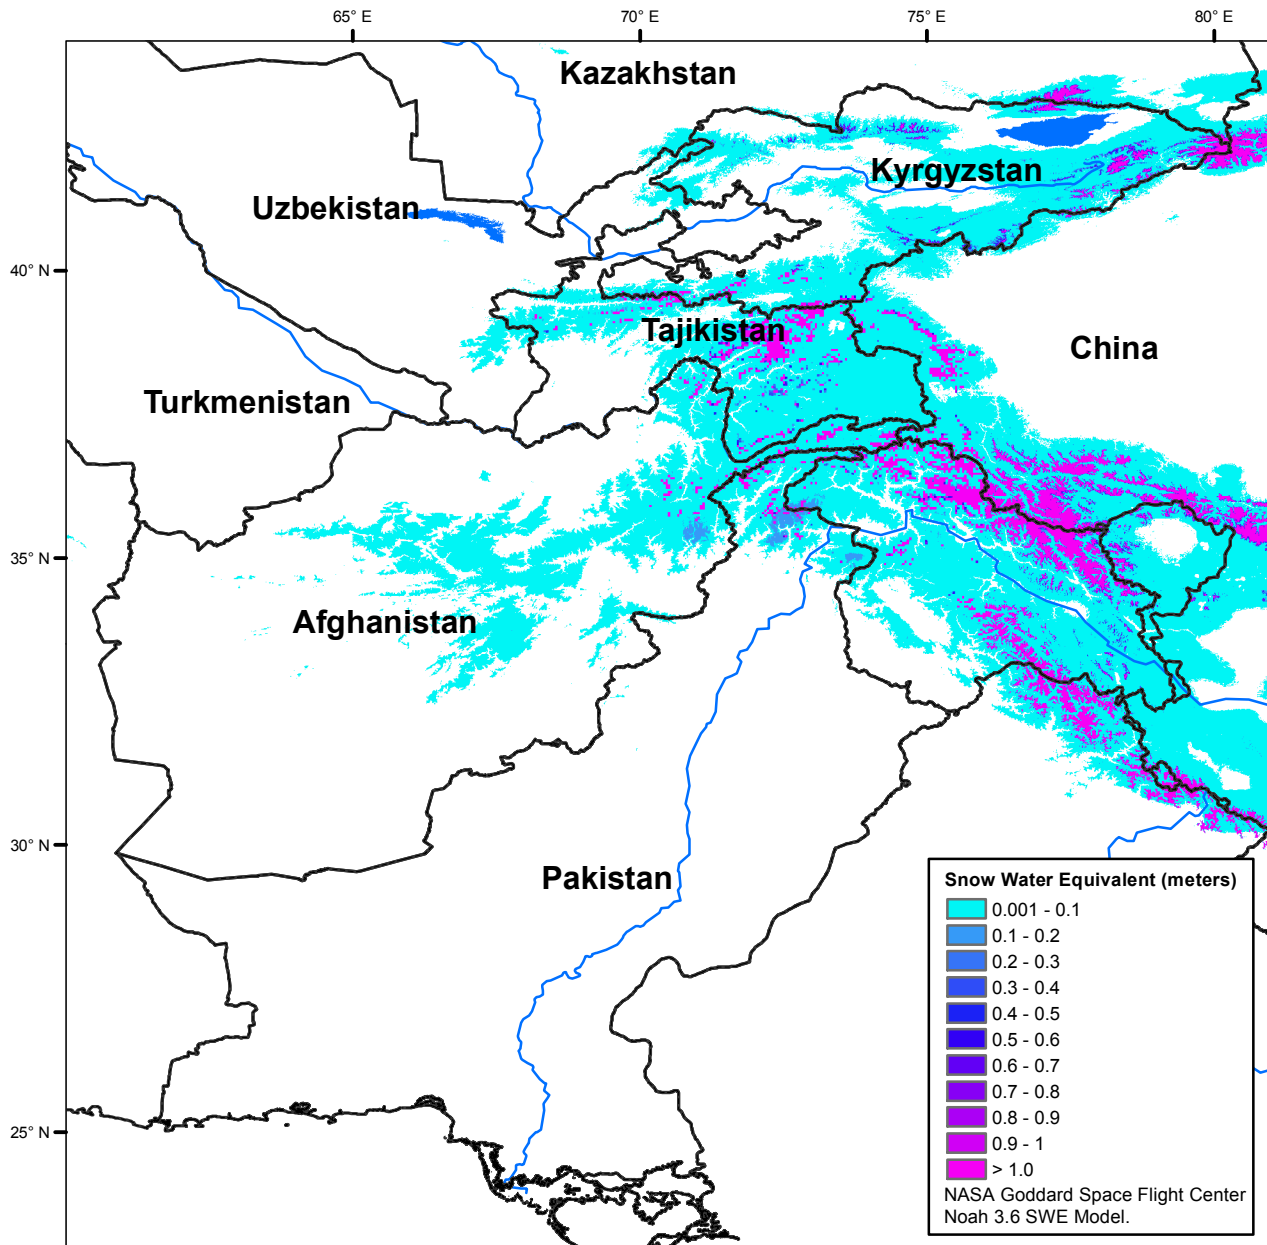 65° E 70° E 75° E 80° E
Kazakhstan
Kyrgyzstan
Uzbekistan
40° N
Tajikistan
China
Turkmenistan
35° N
Afghanistan
30° N
Pakistan
25° N
Snow Water Equivalent (meters)
0.001 - 0.1
0.1 - 0.2
0.2 - 0.3
0.3 - 0.4
0.4 - 0.5
0.5 - 0.6
0.6 - 0.7
0.7 - 0.8
0.8 - 0.9
0.9 - 1
> 1.0
NASA Goddard Space Flight Center
Noah 3.6 SWE Model.